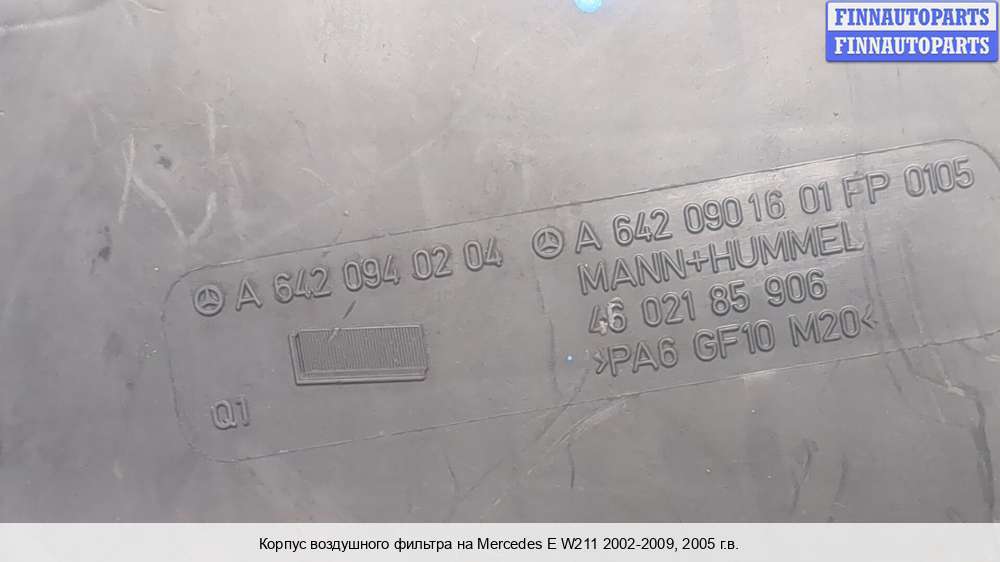 FINNAUTOPARTS
FINNAUTOPARTS
A 642 094 02 04
Q1
A 642 090 16 01 FP 0105
MANN+HUMMEL
46 021 85 906
>PA6 GF10 M20<
Корпус воздушного фильтра на Mercedes E W211 2002-2009, 2005 г.в.